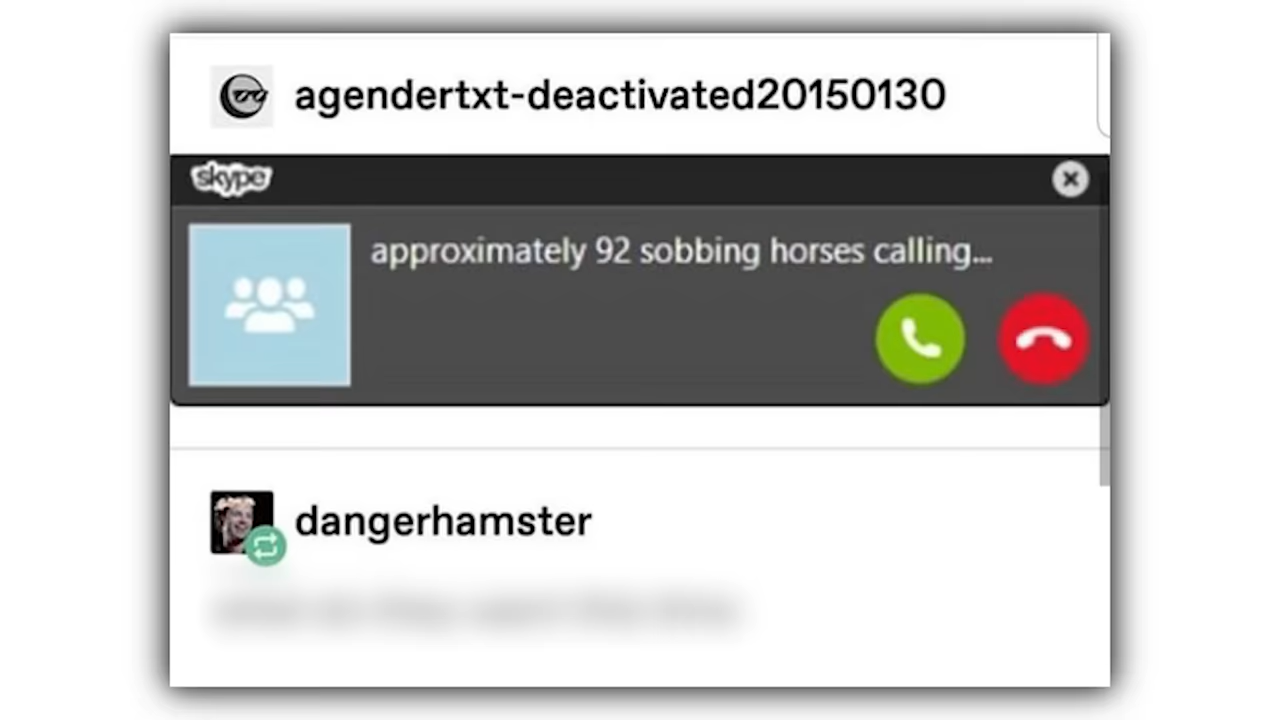 agendertxt-deactivated20150130
skype
approximately 92 sobbing horses calling...
dangerhamster